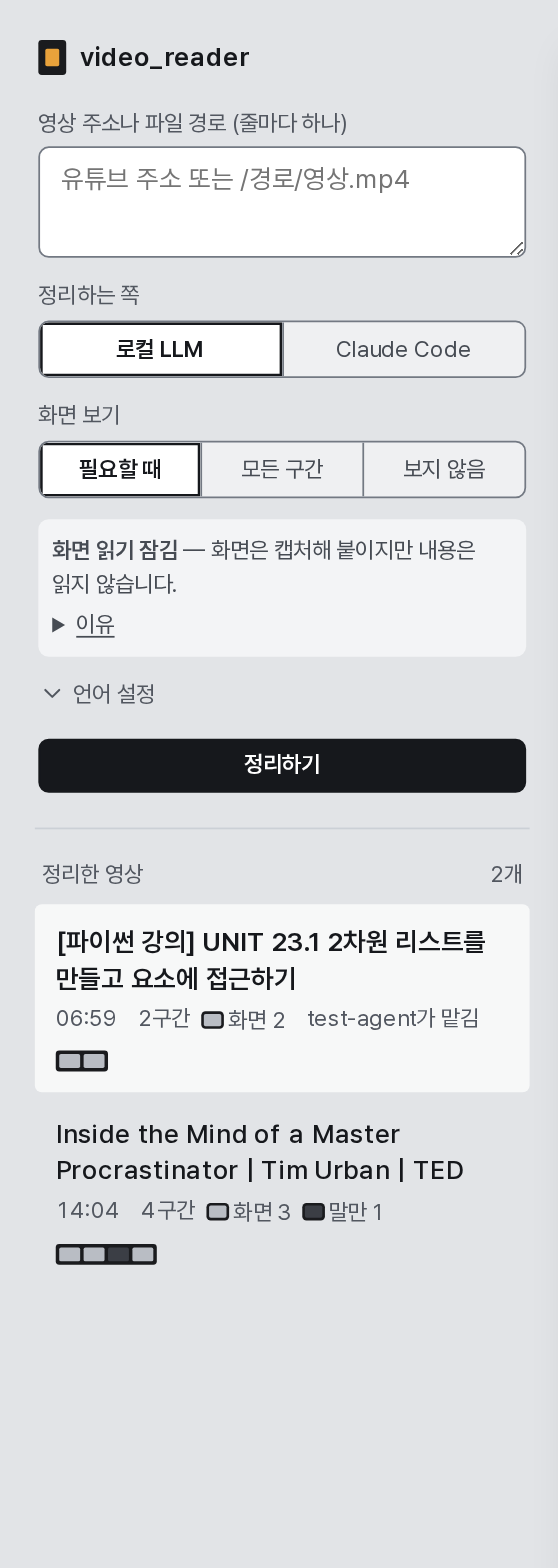 video_reader
영상 주소나 파일 경로 (줄마다 하나)
유튜브 주소 또는 /경로/영상.mp4
정리하는 쪽
로컬 LLM
Claude Code
화면 보기
필요할 때
모든 구간
보지 않음
화면 읽기 잠김 — 화면은 캡처해 붙이지만 내용은
읽지 않습니다.
이유
언어 설정
정리하기
정리한 영상
2개
[파이썬 강의] UNIT 23.1 2차원 리스트를
만들고 요소에 접근하기
06:59 2구간 화면 2 test-agent가 맡김
Inside the Mind of a Master
Procrastinator | Tim Urban | TED
14:04 4구간 화면 3 말만 1